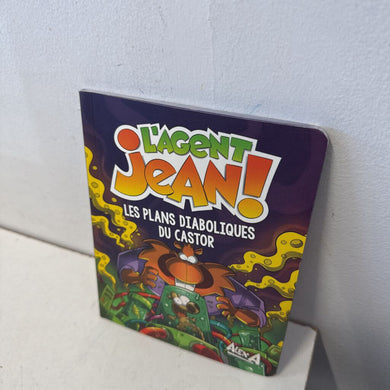 L'AGENT
JEAN!
LES PLANS DIABOLIQUES
DU CASTOR
ALEX A